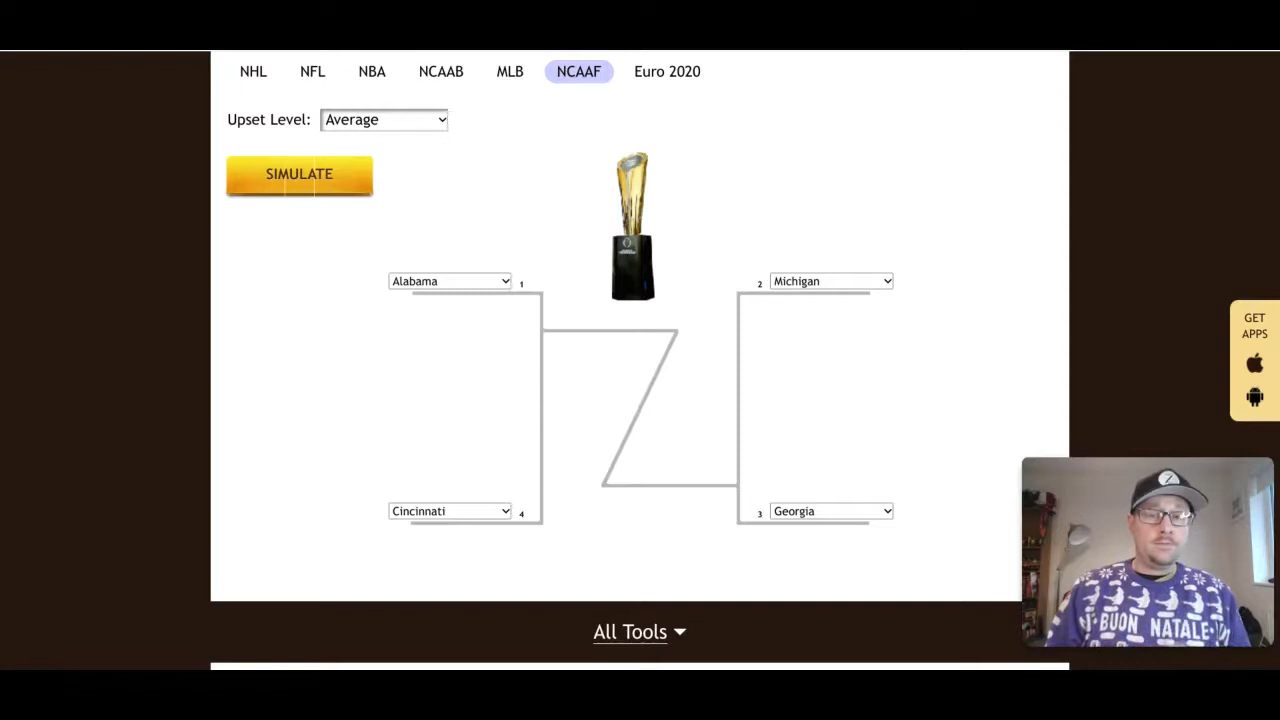 NHL NFL NBA NCAAB MLB NCAAF Euro 2020
Upset Level: Average
SIMULATE
Alabama 1
2 Michigan
GET
APPS
Cincinnati 4
3 Georgia
BUON NATALE
All Tools